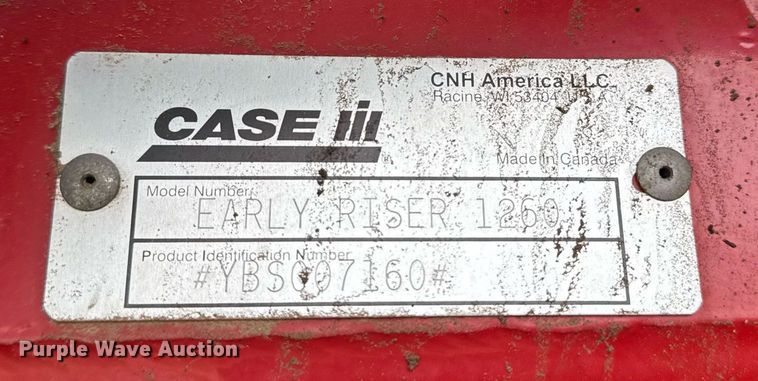 CNH America LLC
Racine, WI 53404 U.S.A.
CASE IH
Made in Canada
Model Number
EARLY RISER 1260
Product Identification Number
#YBS007160#
Purple Wave Auction